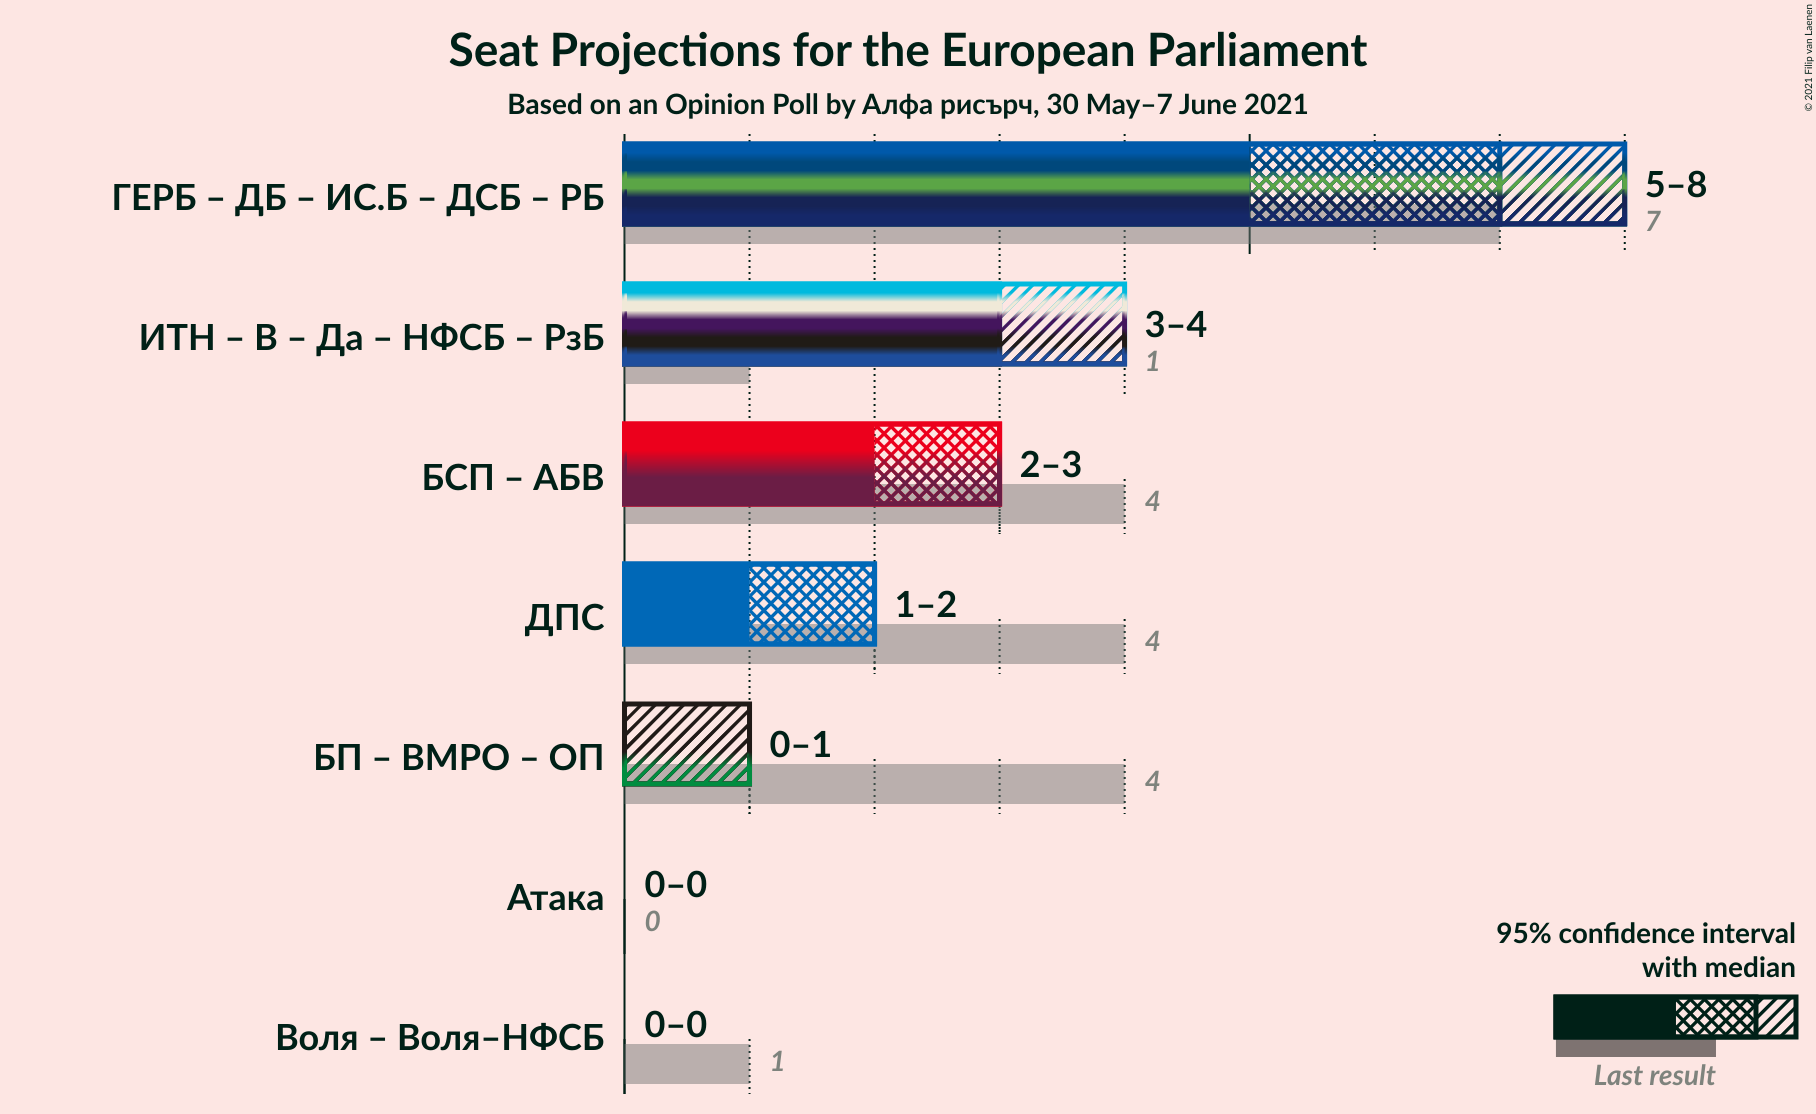 Seat Projections for the European Parliament
Based on an Opinion Poll by Алфа рисърч, 30 May–7 June 2021
© 2021 Filip van Laenen
ГЕРБ – ДБ – ИС.Б – ДСБ – РБ
5–8
7
ИТН – В – Да – НФСБ – РзБ
3–4
1
БСП – АБВ
2–3
4
ДПС
1–2
4
БП – ВМРО – ОП
0–1
4
Атака
0–0
0
Воля – Воля–НФСБ
0–0
1
95% confidence interval
with median
Last result